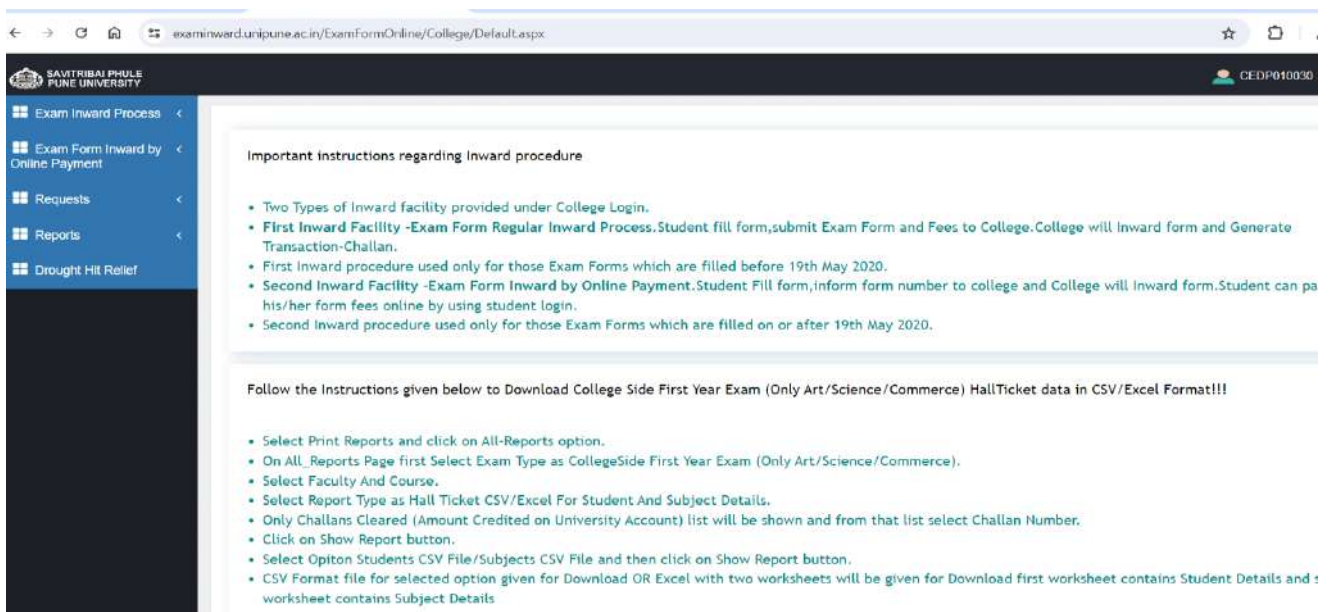 examinward.unipune.ac.in/ExamFormOnline/College/Default.aspx
SAVITRIBAI PHULE
PUNE UNIVERSITY
CEDP010030
Exam Inward Process
Exam Form Inward by
Online Payment
Requests
Reports
Drought Hit Relief
Important instructions regarding Inward procedure
• Two Types of Inward facility provided under College Login.
• First Inward Facility -Exam Form Regular Inward Process.Student fill form,submit Exam Form and Fees to College.College will Inward form and Generate
Transaction-Challan.
• First Inward procedure used only for those Exam Forms which are filled before 19th May 2020.
• Second Inward Facility -Exam Form Inward by Online Payment.Student Fill form,inform form number to college and College will Inward form.Student can pa
his/her form fees online by using student login.
• Second Inward procedure used only for those Exam Forms which are filled on or after 19th May 2020.
Follow the Instructions given below to Download College Side First Year Exam (Only Art/Science/Commerce) HallTicket data in CSV/Excel Format!!!
• Select Print Reports and click on All-Reports option.
• On All_Reports Page first Select Exam Type as CollegeSide First Year Exam (Only Art/Science/Commerce).
• Select Faculty And Course.
• Select Report Type as Hall Ticket CSV/Excel For Student And Subject Details.
• Only Challans Cleared (Amount Credited on University Account) list will be shown and from that list select Challan Number.
• Click on Show Report button.
• Select Opiton Students CSV File/Subjects CSV File and then click on Show Report button.
• CSV Format file for selected option given for Download OR Excel with two worksheets will be given for Download first worksheet contains Student Details and s
worksheet contains Subject Details